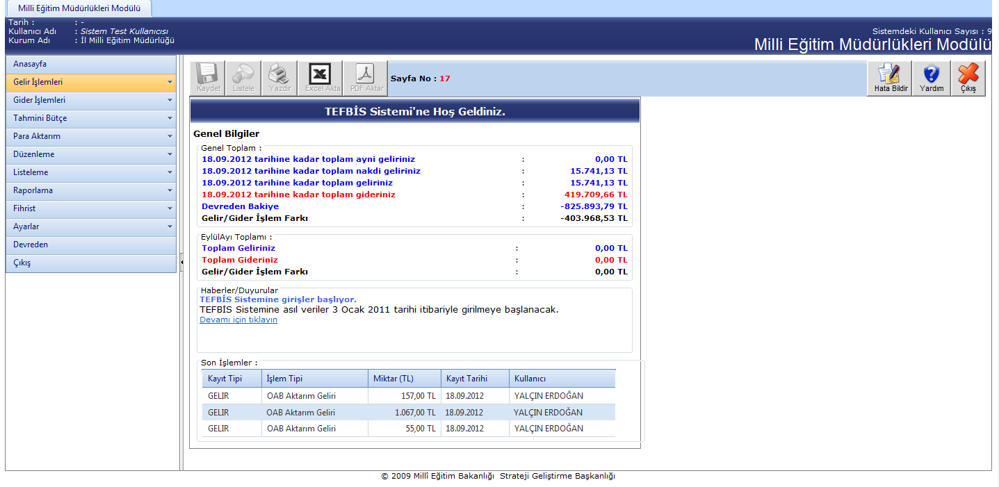 Milli Eğitim Müdürlükleri Modülü
Tarih : : -
Kullanıcı Adı : Sistem Test Kullanıcısı
Kurum Adı : İl Milli Eğitim Müdürlüğü
Sistemdeki Kullanıcı Sayısı : 9
Milli Eğitim Müdürlükleri Modülü
Anasayfa
Gelir İşlemleri
Gider İşlemleri
Tahmini Bütçe
Para Aktarım
Düzenleme
Listeleme
Raporlama
Fihrist
Ayarlar
Devreden
Çıkış
Kaydet Listele Yazdır Excel Akta PDF Aktar
Sayfa No : 17
Hata Bildir Yardım Çıkış
TEFBİS Sistemi'ne Hoş Geldiniz.
Genel Bilgiler
Genel Toplam :
18.09.2012 tarihine kadar toplam ayni geliriniz : 0,00 TL
18.09.2012 tarihine kadar toplam nakdi geliriniz : 15.741,13 TL
18.09.2012 tarihine kadar toplam geliriniz : 15.741,13 TL
18.09.2012 tarihine kadar toplam gideriniz : 419.709,66 TL
Devreden Bakiye : -825.893,79 TL
Gelir/Gider İşlem Farkı : -403.968,53 TL
EylülAyı Toplamı :
Toplam Geliriniz : 0,00 TL
Toplam Gideriniz : 0,00 TL
Gelir/Gider İşlem Farkı : 0,00 TL
Haberler/Duyurular
TEFBİS Sistemine girişler başlıyor.
TEFBİS Sistemine asıl veriler 3 Ocak 2011 tarihi itibariyle girilmeye başlanacak.
Devamı için tıklayın
Son İşlemler :
Kayıt Tipi İşlem Tipi Miktar (TL) Kayıt Tarihi Kullanıcı
GELIR OAB Aktarım Geliri 157,00 TL 18.09.2012 YALÇIN ERDOĞAN
GELIR OAB Aktarım Geliri 1.067,00 TL 18.09.2012 YALÇIN ERDOĞAN
GELIR OAB Aktarım Geliri 55,00 TL 18.09.2012 YALÇIN ERDOĞAN
© 2009 Millî Eğitim Bakanlığı Strateji Geliştirme Başkanlığı